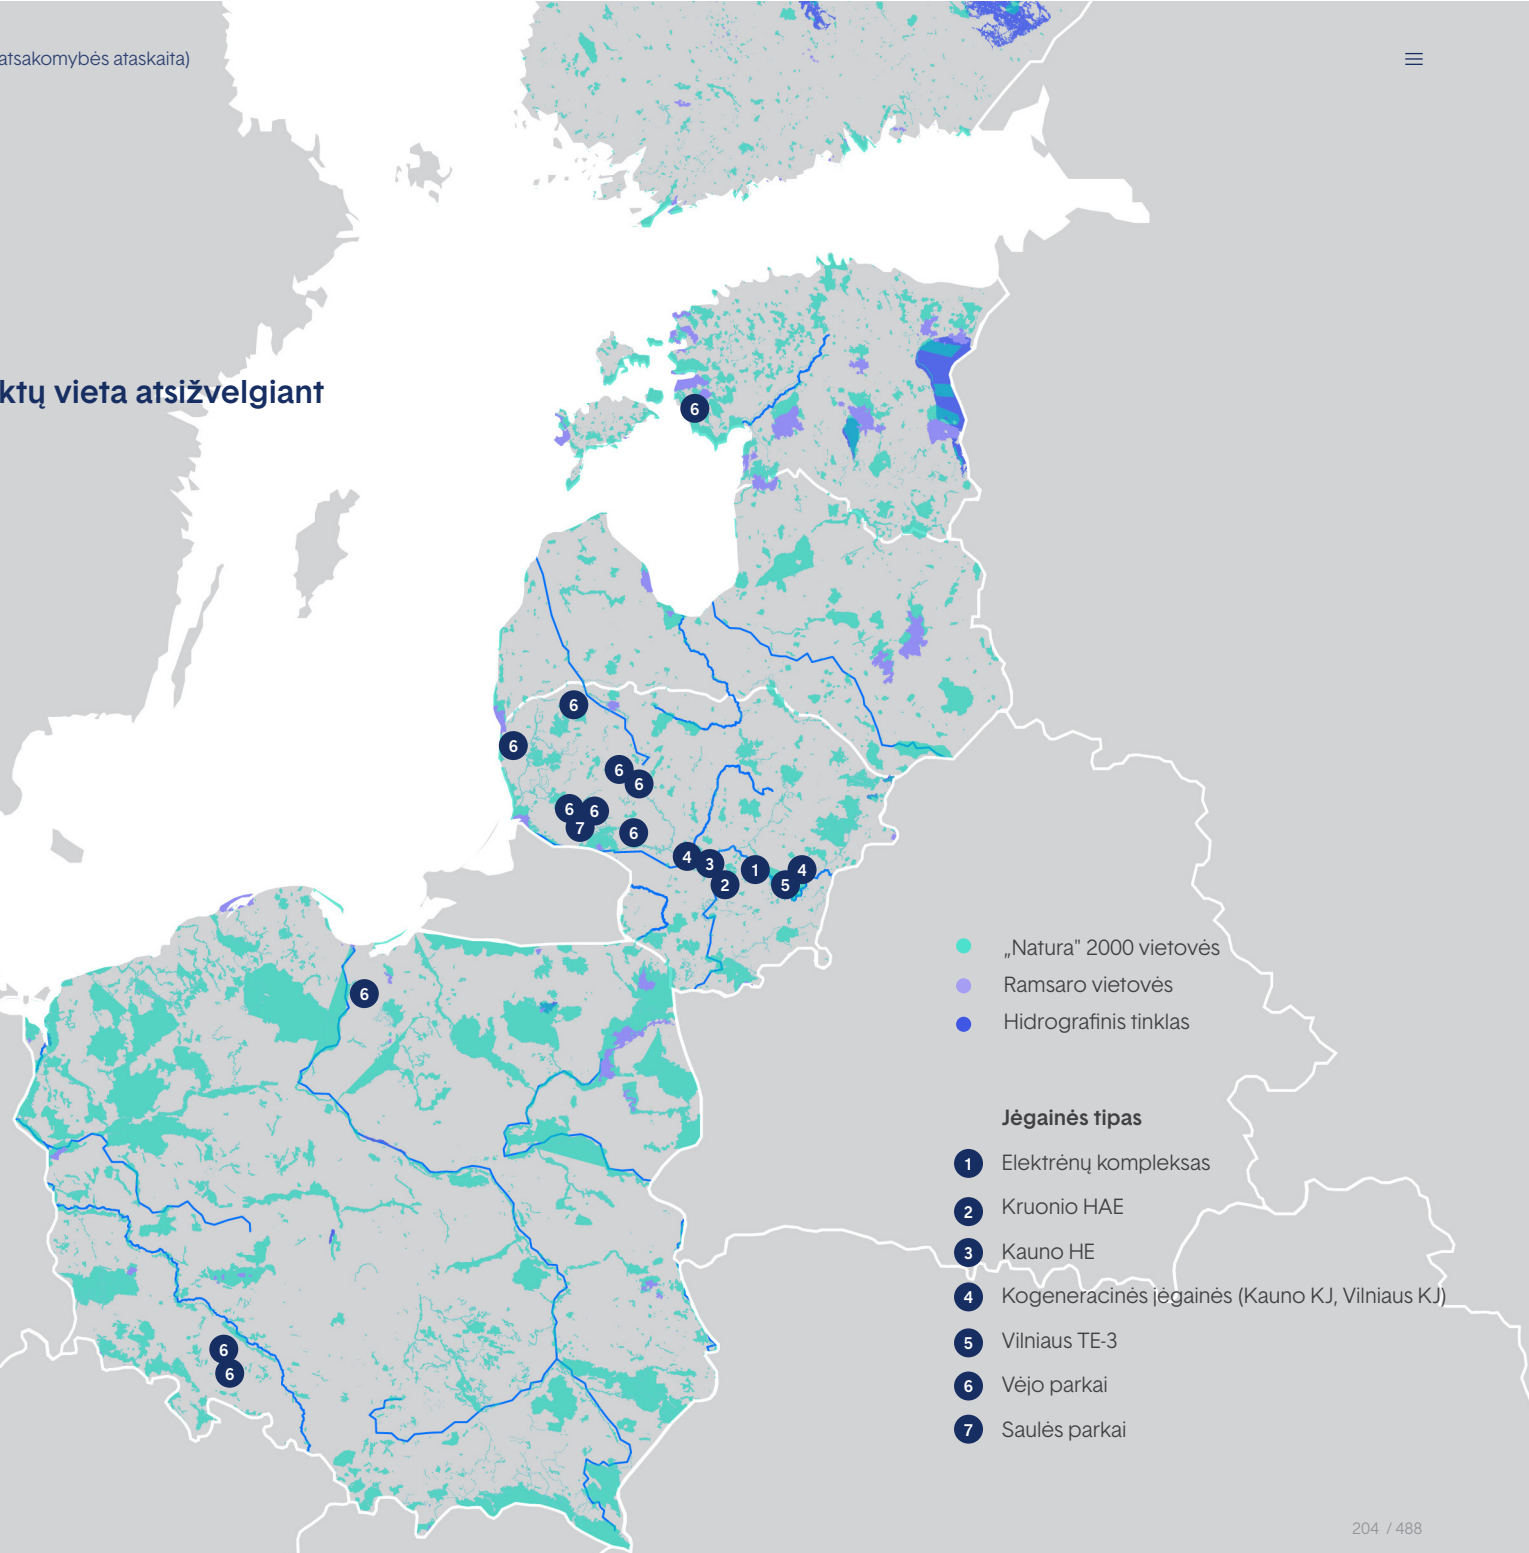 atsakomybės ataskaita)
ktų vieta atsižvelgiant
6
6
6
6
6
6
6
7
6
4
3
2
1
5
4
6
6
6
„Natura" 2000 vietovės
Ramsaro vietovės
Hidrografinis tinklas
Jėgainės tipas
1 Elektrėnų kompleksas
2 Kruonio HAE
3 Kauno HE
4 Kogeneracinės jėgainės (Kauno KJ, Vilniaus KJ)
5 Vilniaus TE-3
6 Vėjo parkai
7 Saulės parkai
204 / 488